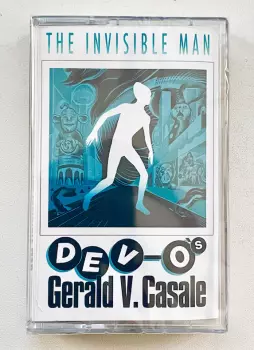 THE INVISIBLE MAN
DEV-O's
Gerald V. Casale